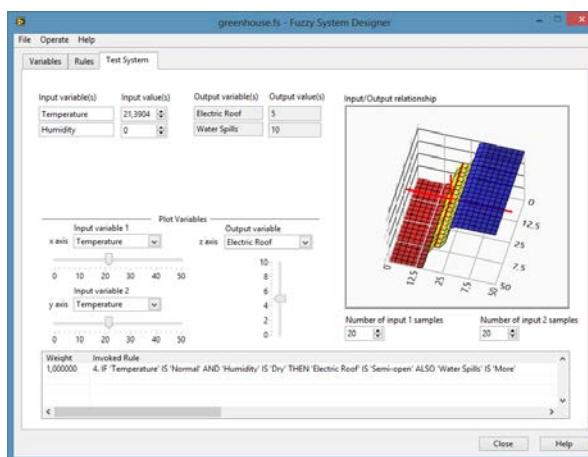 greenhouse.fs - Fuzzy System Designer
File Operate Help
Variables Rules Test System
Input variable(s) Input value(s) Output variable(s) Output value(s)
Temperature 21,3904 Electric Roof 5
Humidity 0 Water Spills 10
Input/Output relationship
0
12.5
25
7.5
50
0 12.5 25 7.5 50
Plot Variables
Input variable 1 Output variable
x axis Temperature z axis Electric Roof
0 10 20 30 40 50
10
8
6
4
2
0
Input variable 2
y axis Temperature
0 10 20 30 40 50
Number of input 1 samples Number of input 2 samples
20 20
Weight Invoked Rule
1,000000 4. IF 'Temperature' IS 'Normal' AND 'Humidity' IS 'Dry' THEN 'Electric Roof' IS 'Semi-open' ALSO 'Water Spills' IS 'More'
Close Help